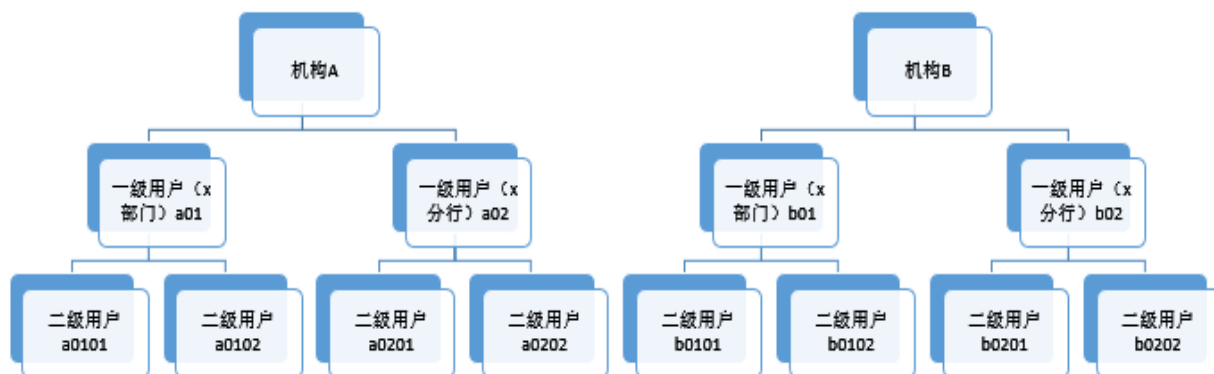 机构A
机构B
一级用户（x
部门）a01
一级用户（x
分行）a02
一级用户（x
部门）b01
一级用户（x
分行）b02
二级用户
a0101
二级用户
a0102
二级用户
a0201
二级用户
a0202
二级用户
b0101
二级用户
b0102
二级用户
b0201
二级用户
b0202